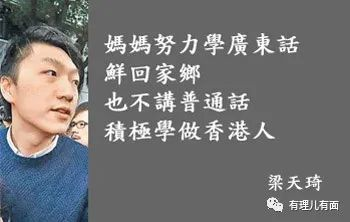 媽媽努力學廣東話
鮮回家鄉
也不講普通話
積極學做香港人
梁天琦
有理儿有面